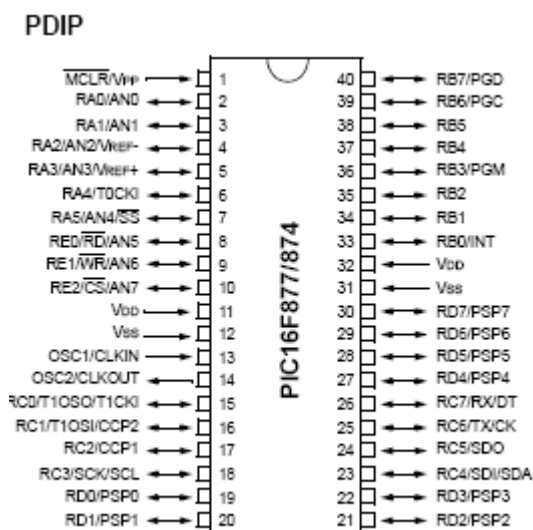 PDIP
MCLR/VPP 1 40 RB7/PGD
RA0/AN0 2 39 RB6/PGC
RA1/AN1 3 38 RB5
RA2/AN2/VREF- 4 37 RB4
RA3/AN3/VREF+ 5 36 RB3/PGM
RA4/T0CKI 6 35 RB2
RA5/AN4/SS 7 34 RB1
RE0/RD/AN5 8 33 RB0/INT
RE1/WR/AN6 9 32 VDD
RE2/CS/AN7 10 31 VSS
VDD 11 30 RD7/PSP7
VSS 12 29 RD6/PSP6
OSC1/CLKIN 13 28 RD5/PSP5
OSC2/CLKOUT 14 27 RD4/PSP4
RC0/T1OSO/T1CKI 15 26 RC7/RX/DT
RC1/T1OSI/CCP2 16 25 RC6/TX/CK
RC2/CCP1 17 24 RC5/SDO
RC3/SCK/SCL 18 23 RC4/SDI/SDA
RD0/PSP0 19 22 RD3/PSP3
RD1/PSP1 20 21 RD2/PSP2
PIC16F877/874